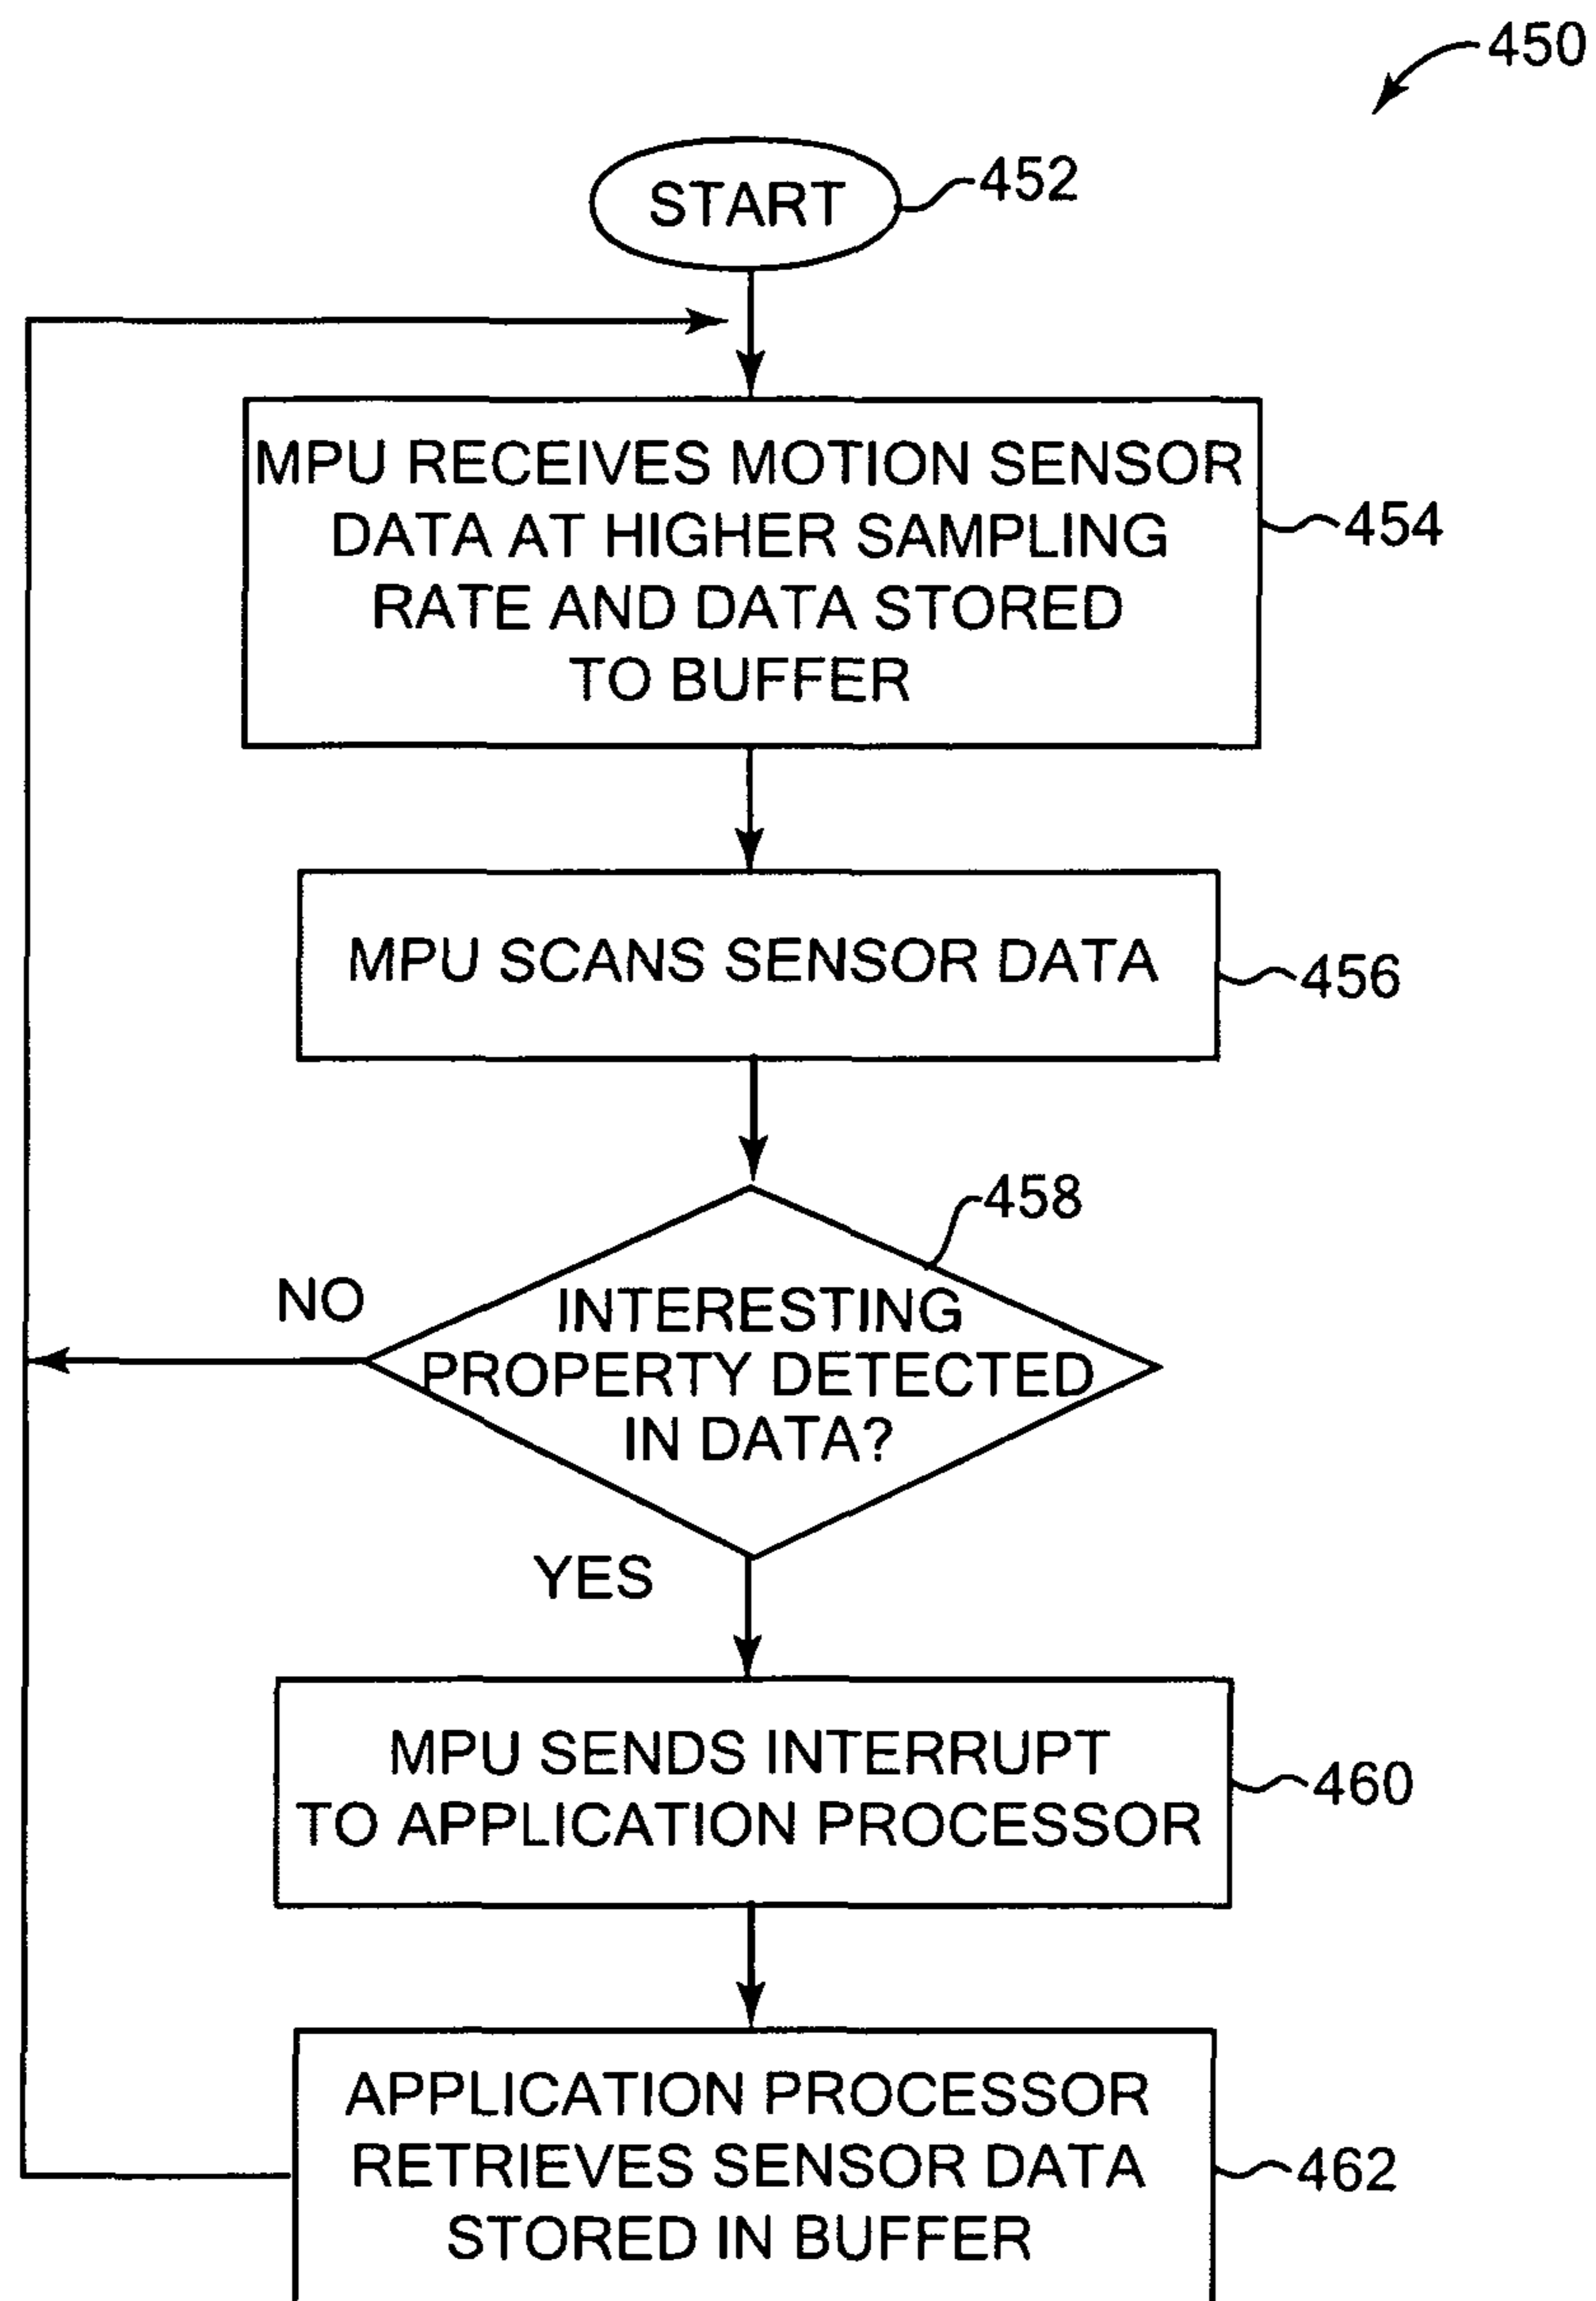 450
START
452
MPU RECEIVES MOTION SENSOR
DATA AT HIGHER SAMPLING
RATE AND DATA STORED
TO BUFFER
454
MPU SCANS SENSOR DATA
456
458
NO
INTERESTING
PROPERTY DETECTED
IN DATA?
YES
MPU SENDS INTERRUPT
TO APPLICATION PROCESSOR
460
APPLICATION PROCESSOR
RETRIEVES SENSOR DATA
STORED IN BUFFER
462